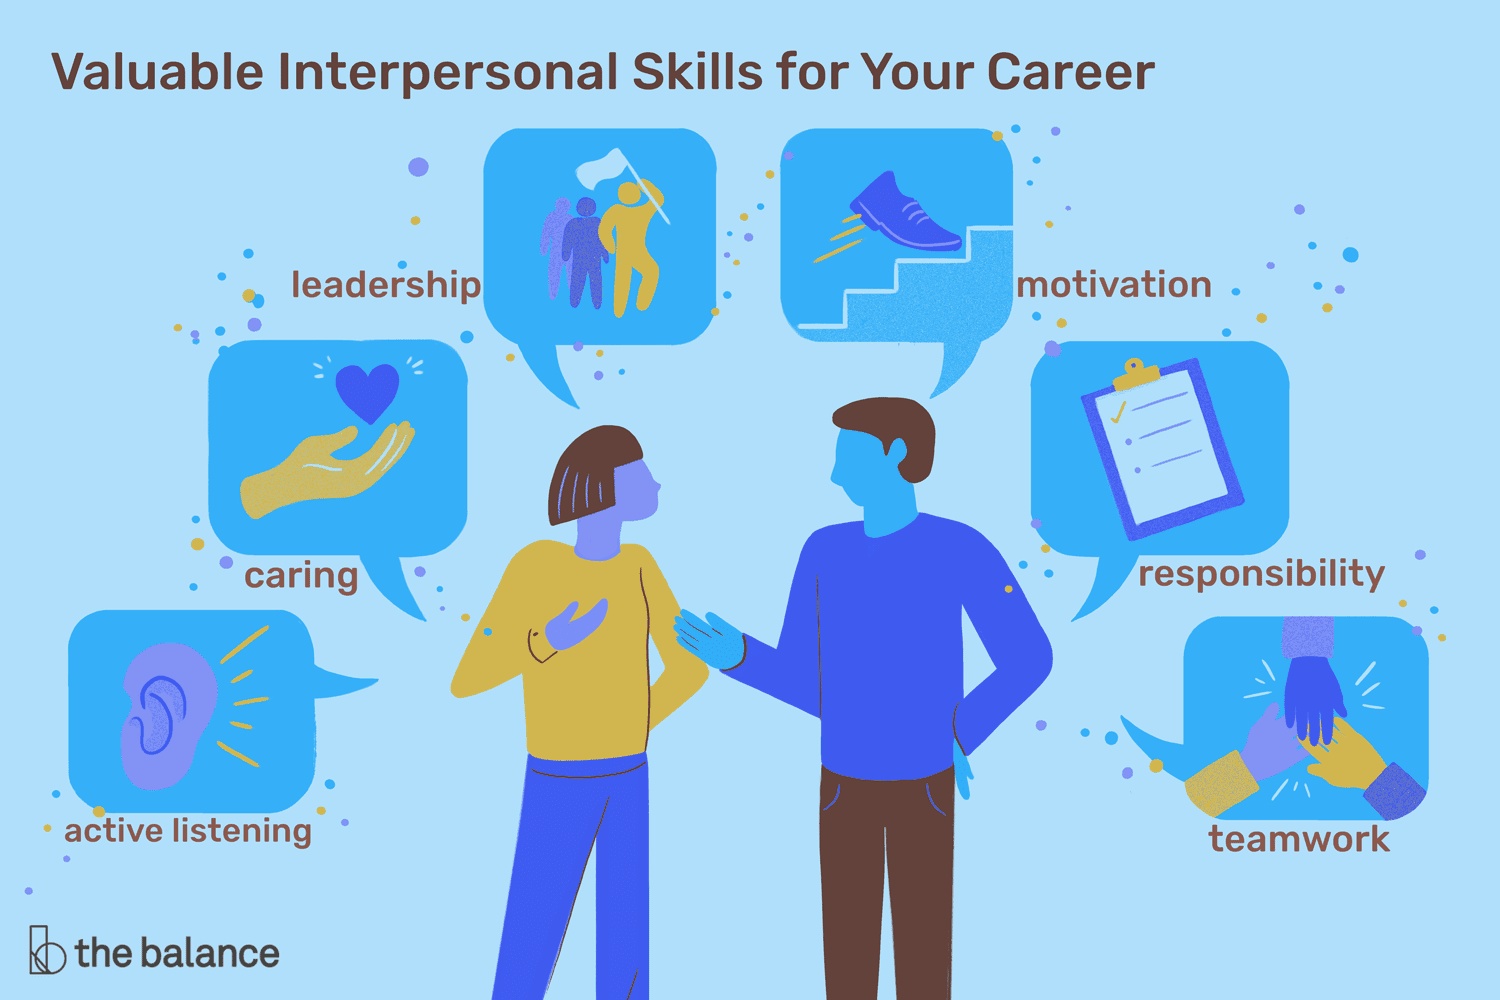 Valuable Interpersonal Skills for Your Career
leadership
motivation
caring
responsibility
active listening
teamwork
the balance